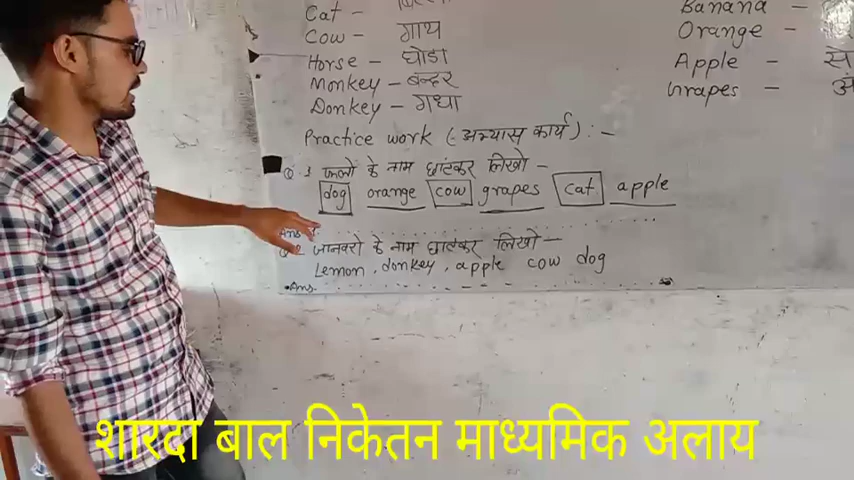 Cat -
Cow - गाय
Horse - घोडा
Monkey - बन्दर
Donkey - गधा
Banana -
Orange -
Apple - से
Grapes - अं
Practice work (- अभ्यास कार्य) : -
Q. 1 फलो के नाम छांटकर लिखो -
dog orange cow grapes cat apple
Ans
जानवरो के नाम छांटकर लिखो -
Lemon, donkey, apple cow dog
Ans.
शारदा बाल निकेतन माध्यमिक अलाय